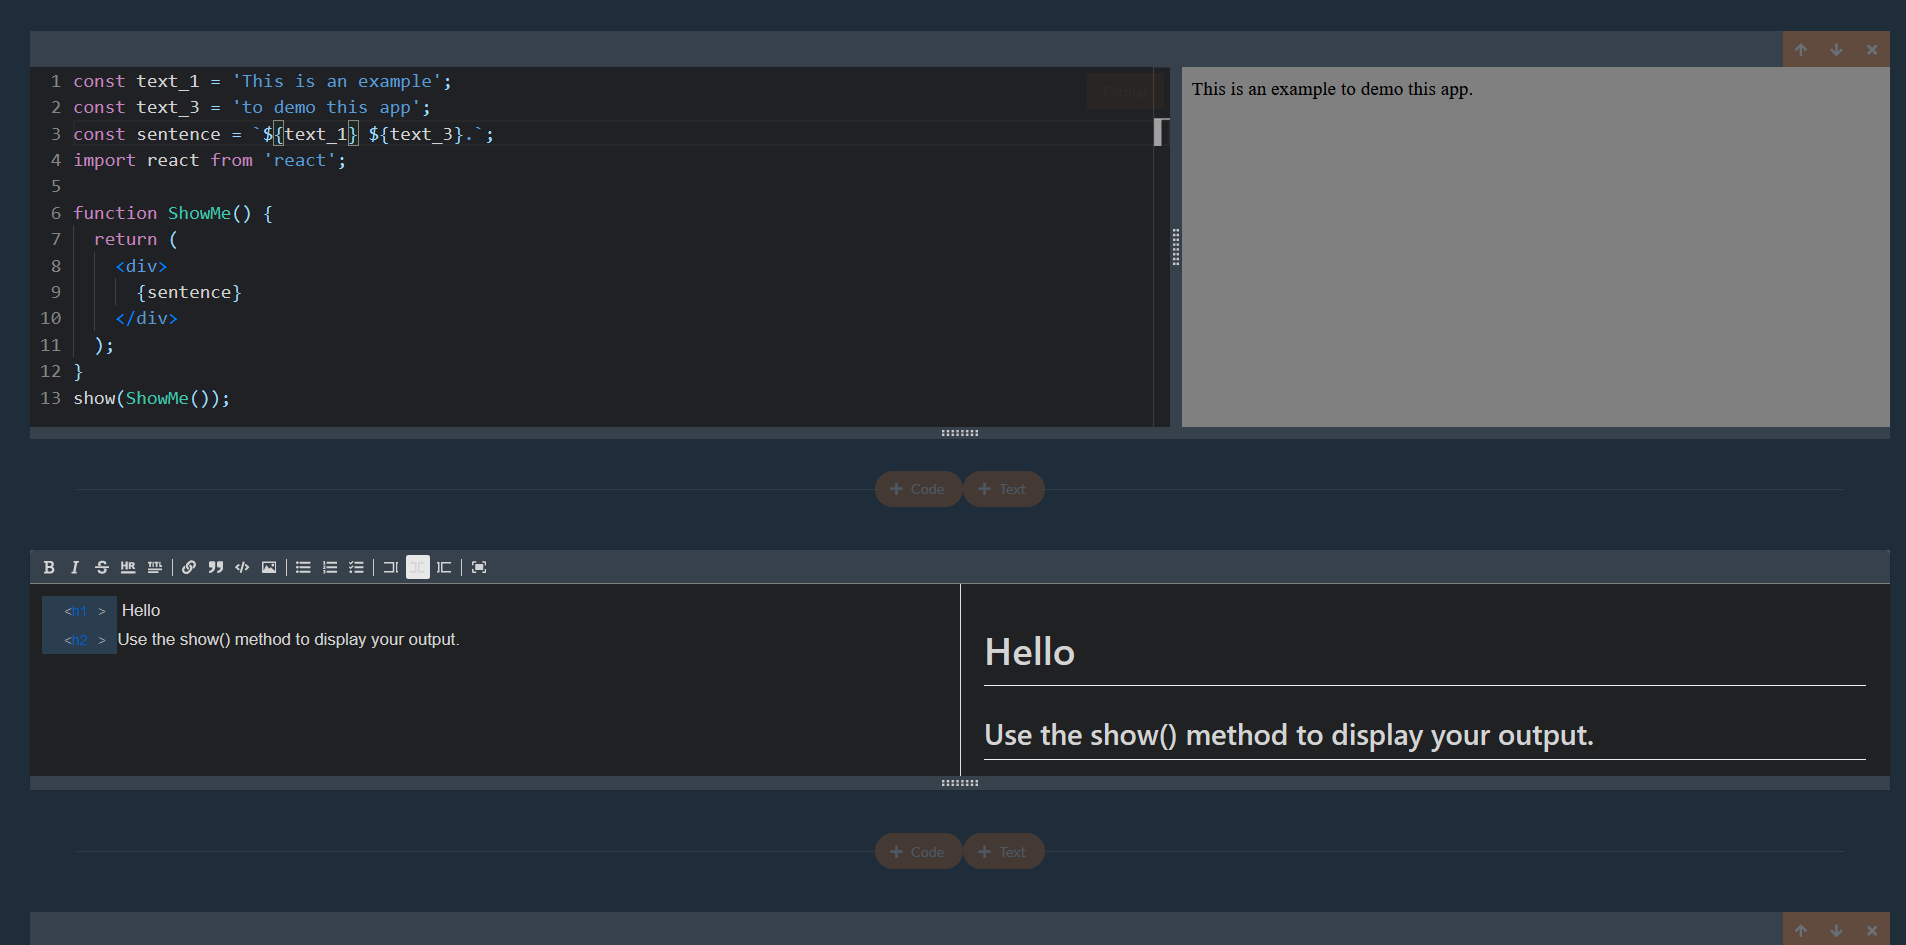 1 const text_1 = 'This is an example';
2 const text_3 = 'to demo this app';
3 const sentence = `${text_1} ${text_3}.`;
4 import react from 'react';
5
6 function ShowMe() {
7 return (
8 <div>
9 {sentence}
10 </div>
11 );
12 }
13 show(ShowMe());
Format
This is an example to demo this app.
+ Code + Text
B I S HR TITL
<h1 > Hello
<h2 > Use the show() method to display your output.
Hello
Use the show() method to display your output.
+ Code + Text